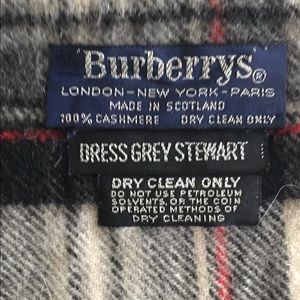 Burberrys®
LONDON-NEW YORK-PARIS
MADE IN SCOTLAND
100% CASHMERE DRY CLEAN ONLY
DRESS GREY STEWART
DRY CLEAN ONLY
DO NOT USE PETROLEUM
SOLVENTS, OR THE COIN
OPERATED METHODS OF
DRY CLEANING